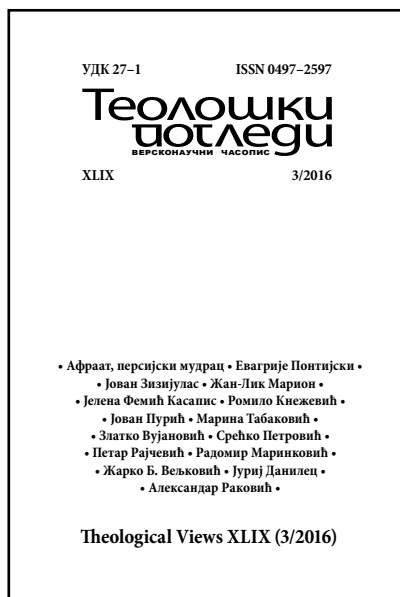 УДК 27–1 ISSN 0497–2597
Теолошки
погледи
ВЕРСКОНАУЧНИ ЧАСОПИС
XLIX 3/2016
• Афраат, персијски мудрац • Евагрије Понтијски •
• Јован Зизијулас • Жан-Лик Марион •
• Јелена Фемић Касапис • Ромило Кнежевић •
• Јован Пурић • Марина Табаковић •
• Златко Вујановић • Срећко Петровић •
• Петар Рајчевић • Радомир Маринковић •
• Жарко Б. Вељковић • Јуриј Данилец •
• Александар Раковић •
Theological Views XLIX (3/2016)